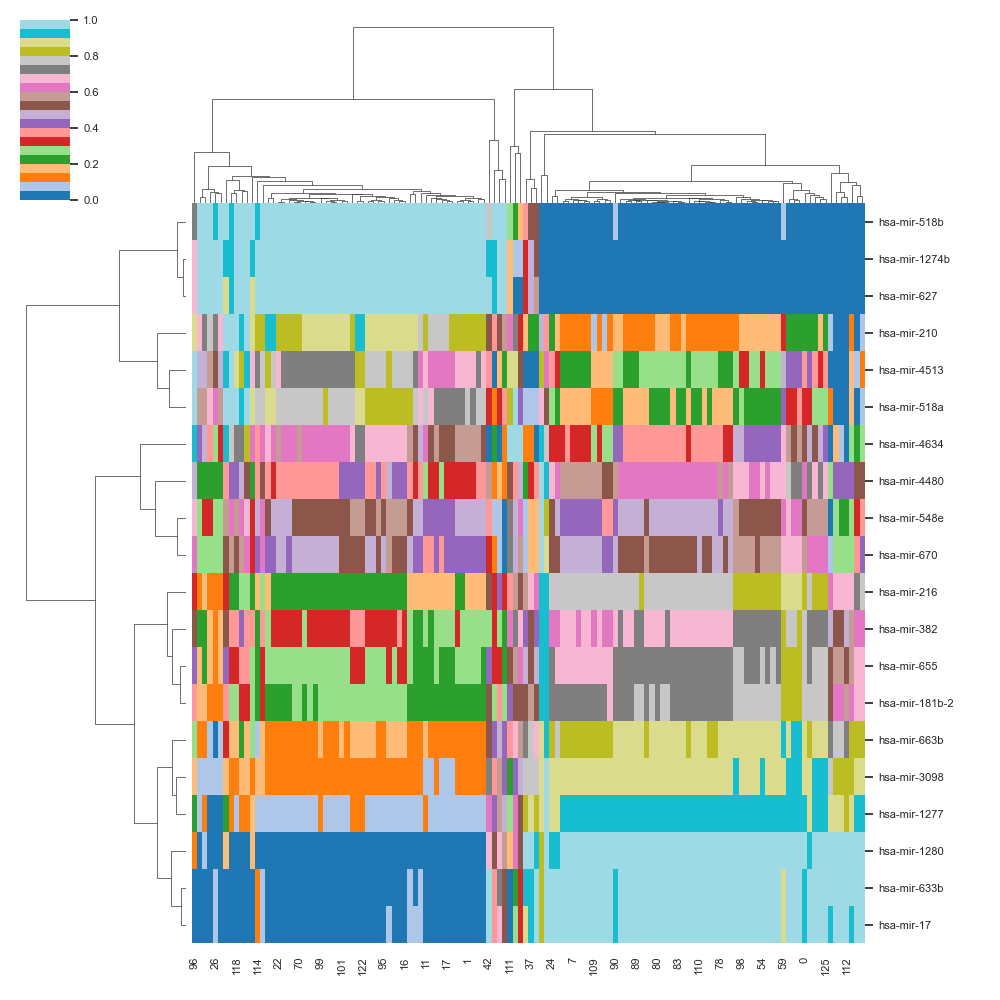 1.0
0.8
0.6
0.4
0.2
0.0
hsa-mir-518b
hsa-mir-1274b
hsa-mir-627
hsa-mir-210
hsa-mir-4513
hsa-mir-518a
hsa-mir-4634
hsa-mir-4480
hsa-mir-548e
hsa-mir-670
hsa-mir-216
hsa-mir-382
hsa-mir-655
hsa-mir-181b-2
hsa-mir-663b
hsa-mir-3098
hsa-mir-1277
hsa-mir-1280
hsa-mir-633b
hsa-mir-17
96 26 118 114 22 70 99 101 122 95 16 11 17 1 42 111 37 24 7 109 90 89 80 83 110 78 98 54 59 0 125 112